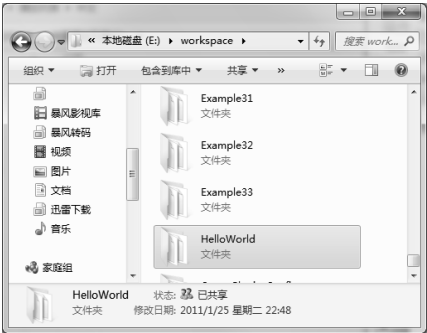 « 本地磁盘 (E:) ▸ workspace ▸
搜索 work...
组织 打开 包含到库中 共享 »
暴风影视库
暴风转码
视频
图片
文档
迅雷下载
音乐
家庭组
Example31
文件夹
Example32
文件夹
Example33
文件夹
HelloWorld
文件夹
HelloWorld 状态: 已共享
文件夹 修改日期: 2011/1/25 星期二 22:48